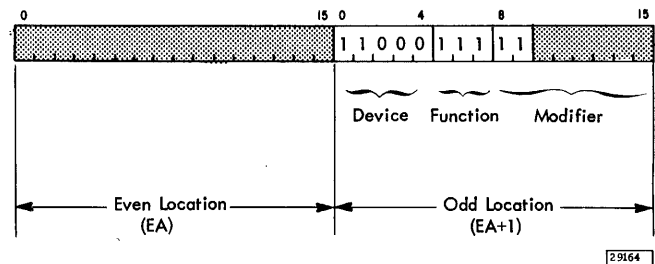 0 15 0 4 8 15
1 1 0 0 0 1 1 1 1 1
Device Function Modifier
Even Location Odd Location
(EA) (EA+1)
29164